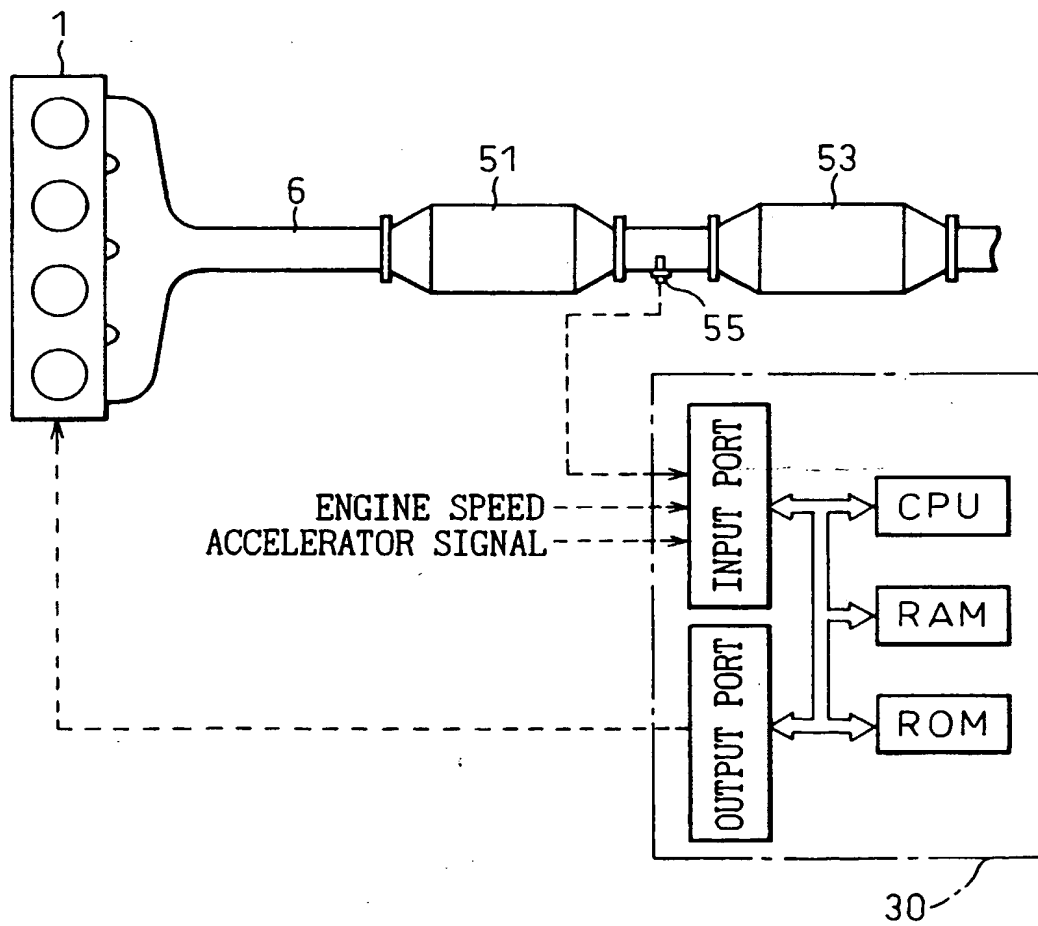 1
6
51
53
55
INPUT PORT
CPU
ENGINE SPEED
ACCELERATOR SIGNAL
RAM
OUTPUT PORT
ROM
30